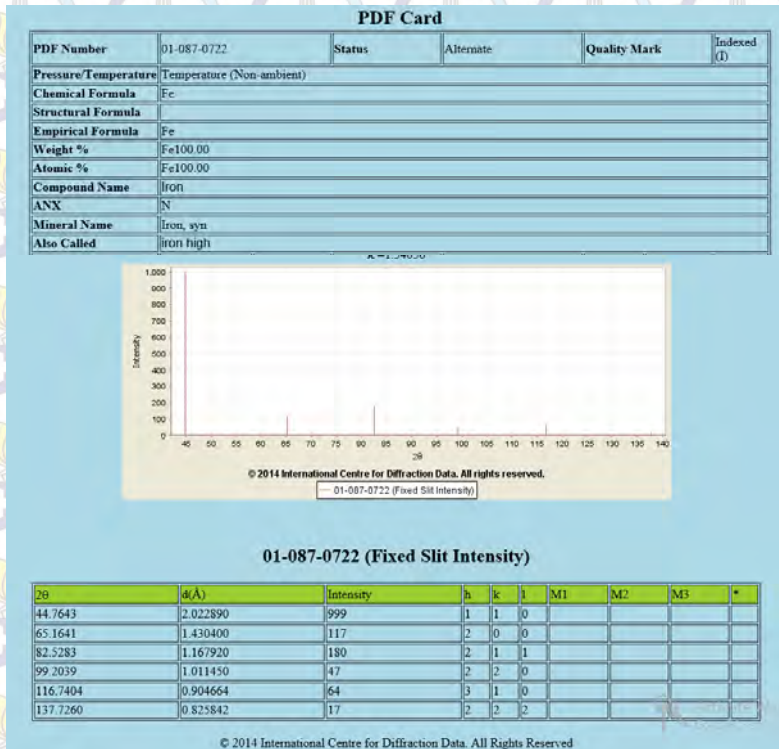 PDF Card
PDF Number 01-087-0722 Status Alternate Quality Mark Indexed (I)
Pressure/Temperature Temperature (Non-ambient)
Chemical Formula Fe
Structural Formula
Empirical Formula Fe
Weight % Fe100.00
Atomic % Fe100.00
Compound Name Iron
ANX N
Mineral Name Iron, syn
Also Called iron high
1,000
900
800
700
600
500
400
300
200
100
0
Intensity
45 50 55 60 65 70 75 80 85 90 95 100 105 110 115 120 125 130 135 140
2θ
© 2014 International Centre for Diffraction Data. All rights reserved.
01-087-0722 (Fixed Slit Intensity)
01-087-0722 (Fixed Slit Intensity)
2θ d(Å) Intensity h k l M1 M2 M3 *
44.7643 2.022890 999 1 1 0
65.1641 1.430400 117 2 0 0
82.5283 1.167920 180 2 1 1
99.2039 1.011450 47 2 2 0
116.7404 0.904664 64 3 1 0
137.7260 0.825842 17 2 2 2
© 2014 International Centre for Diffraction Data. All Rights Reserved